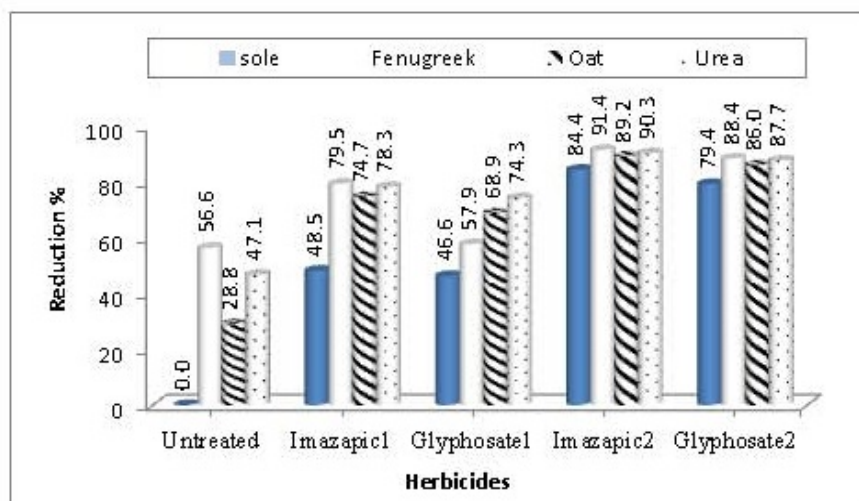 sole Fenugreek Oat Urea
Reduction %
100
80
60
40
20
0
0.0 56.6 28.8 47.1
48.5 79.5 74.7 78.3
46.6 57.9 68.9 74.3
84.4 91.4 89.2 90.3
79.4 88.4 86.0 87.7
Untreated Imazapic1 Glyphosate1 Imazapic2 Glyphosate2
Herbicides